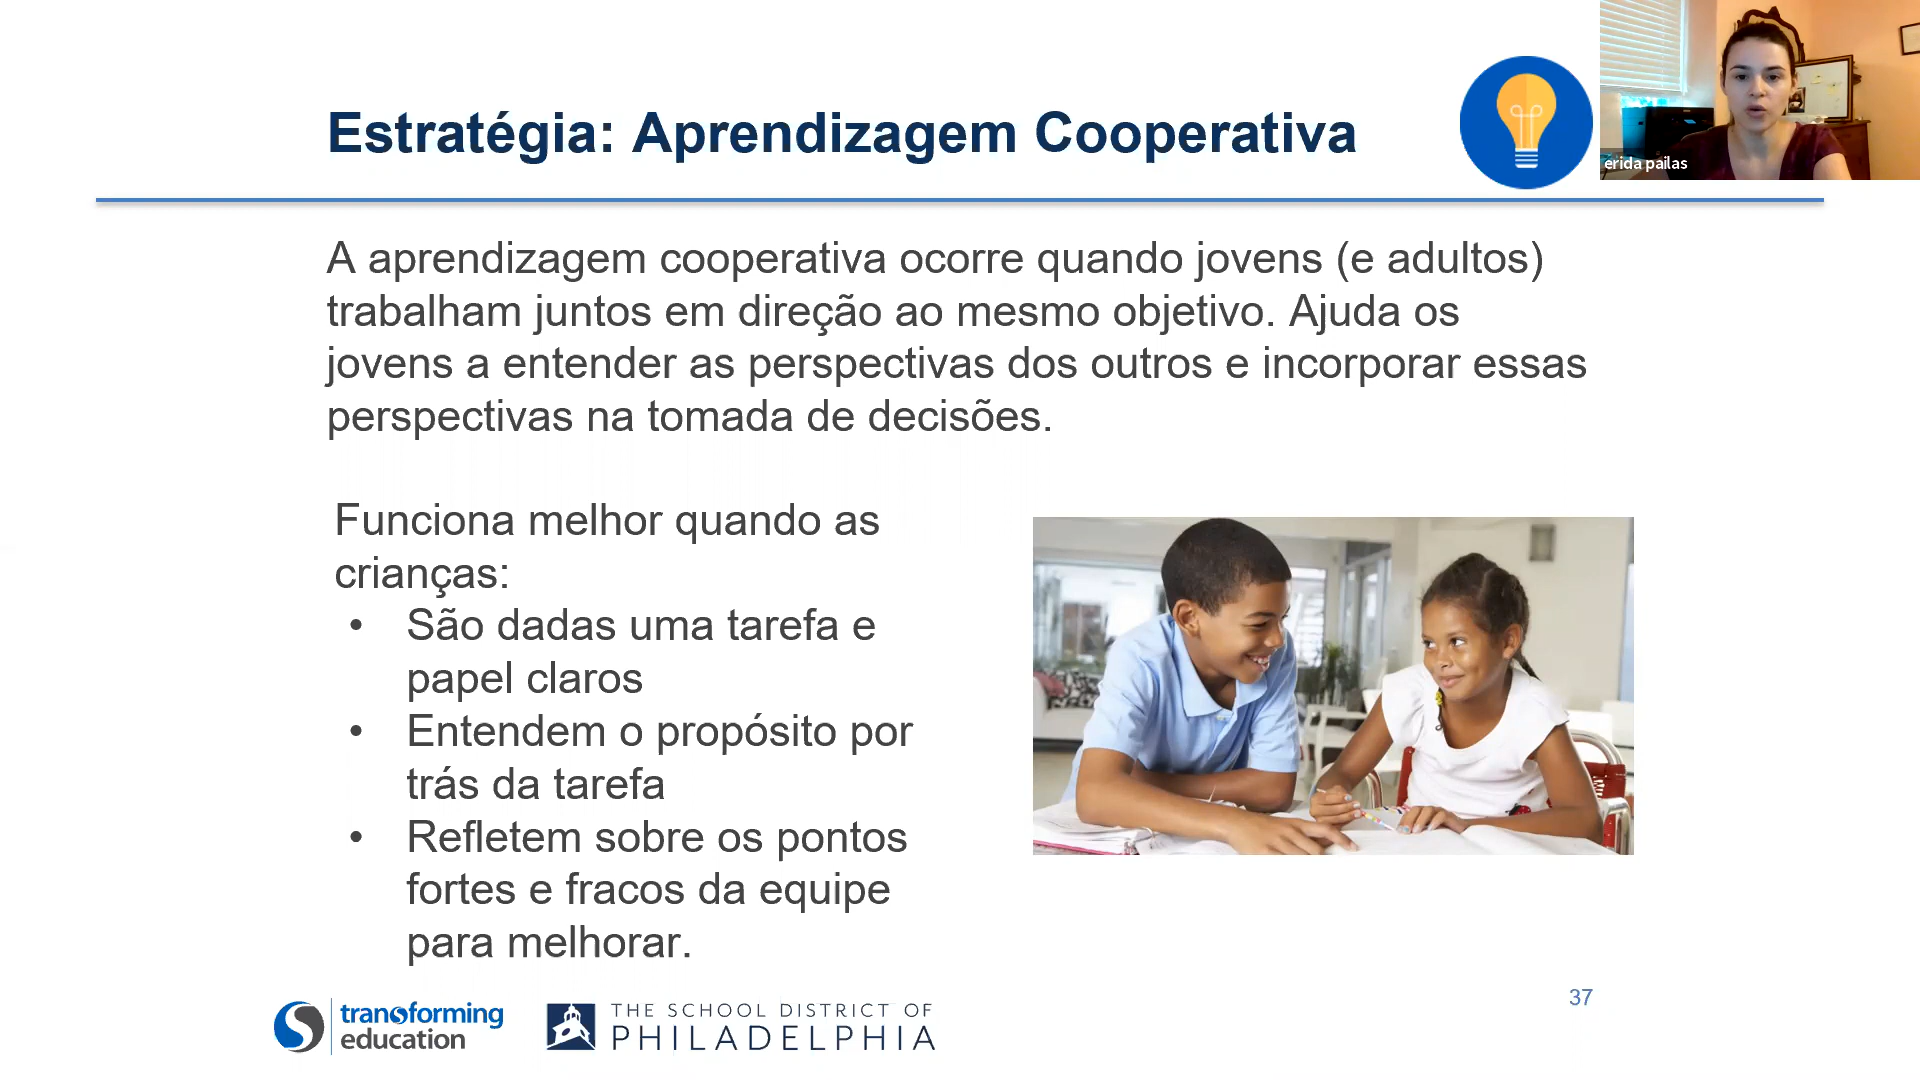 Estratégia: Aprendizagem Cooperativa
erida pailas
A aprendizagem cooperativa ocorre quando jovens (e adultos)
trabalham juntos em direção ao mesmo objetivo. Ajuda os
jovens a entender as perspectivas dos outros e incorporar essas
perspectivas na tomada de decisões.
Funciona melhor quando as
crianças:
• São dadas uma tarefa e
papel claros
• Entendem o propósito por
trás da tarefa
• Refletem sobre os pontos
fortes e fracos da equipe
para melhorar.
transforming
education
THE SCHOOL DISTRICT OF
PHILADELPHIA
37